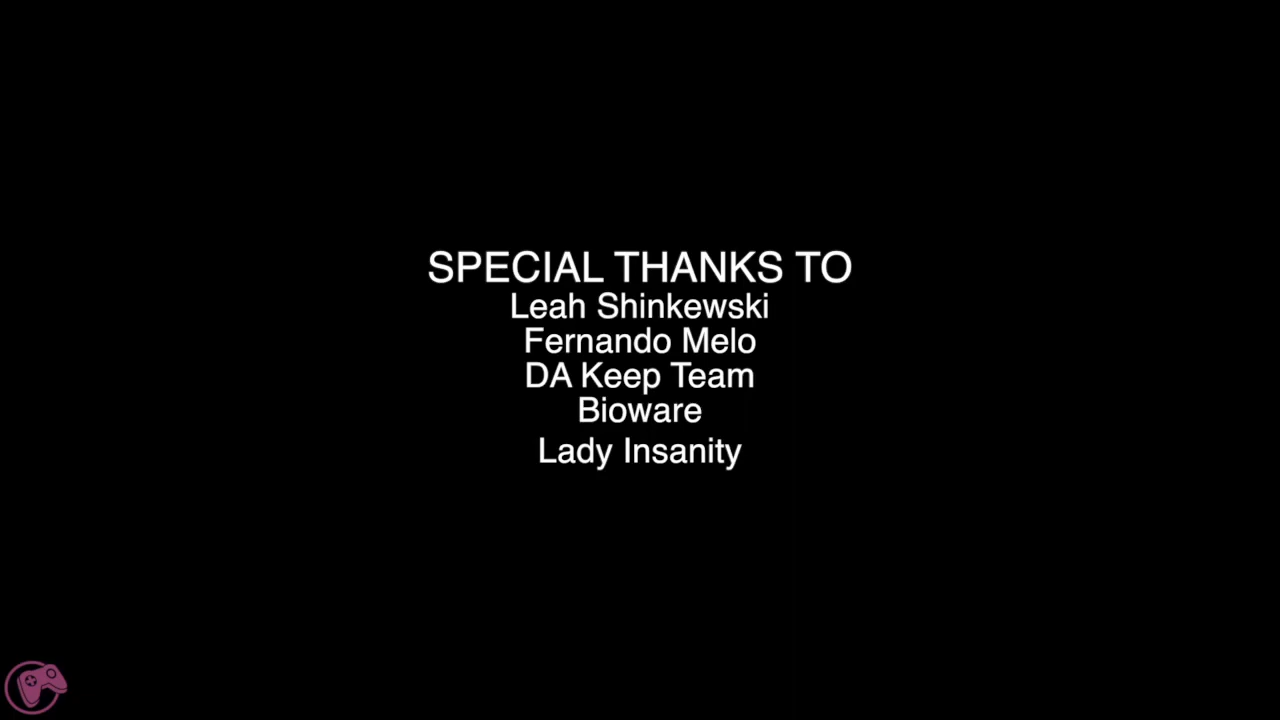 SPECIAL THANKS TO
Leah Shinkewski
Fernando Melo
DA Keep Team
Bioware
Lady Insanity